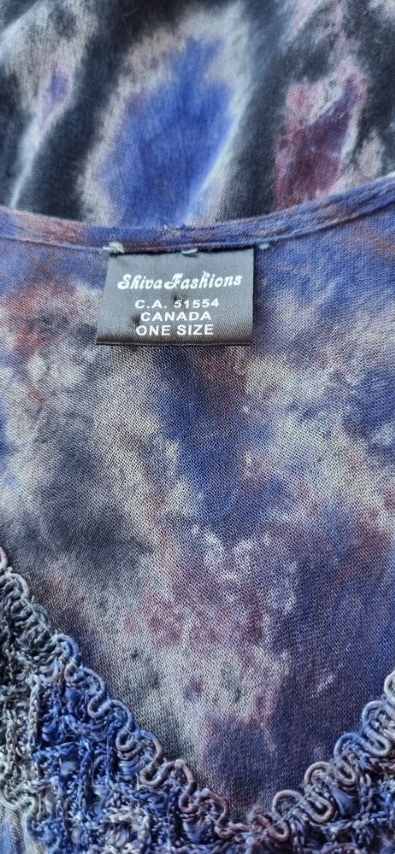 Shiva Fashions
C.A. 51554
CANADA
ONE SIZE